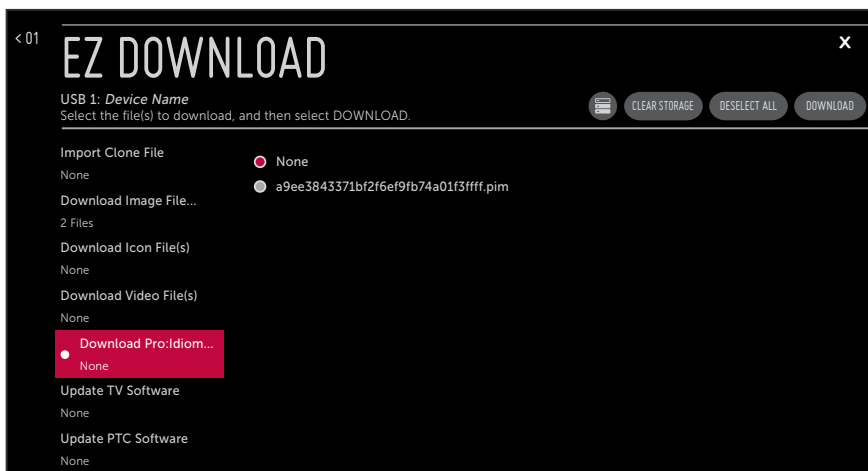 < 01
EZ DOWNLOAD
X
USB 1: Device Name
Select the file(s) to download, and then select DOWNLOAD.
CLEAR STORAGE
DESELECT ALL
DOWNLOAD
Import Clone File
None
Download Image File...
2 Files
Download Icon File(s)
None
Download Video File(s)
None
Download Pro:Idiom...
None
Update TV Software
None
Update PTC Software
None
None
a9ee3843371bf2f6ef9fb74a01f3ffff.pim